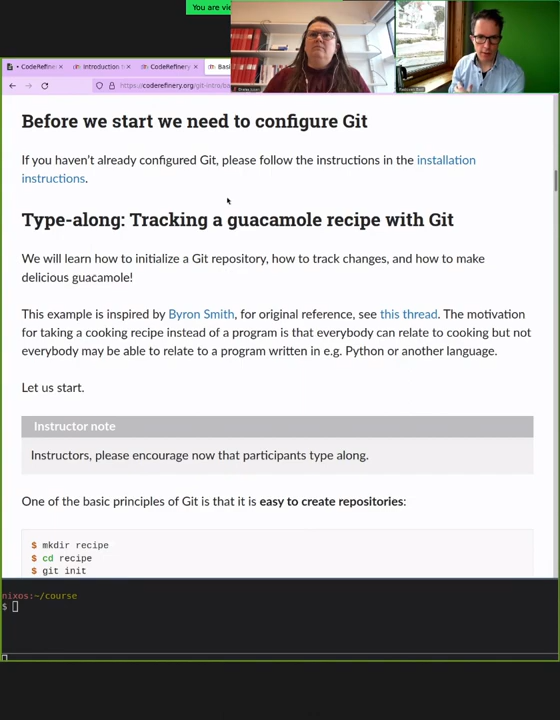 You are vie
CodeRefin
Introduction t
CodeRefinery
Basi
https://coderefinery.org/git-intro/ba
Before we start we need to configure Git
If you haven't already configured Git, please follow the instructions in the installation
instructions.
Type-along: Tracking a guacamole recipe with Git
We will learn how to initialize a Git repository, how to track changes, and how to make
delicious guacamole!
This example is inspired by Byron Smith, for original reference, see this thread. The motivation
for taking a cooking recipe instead of a program is that everybody can relate to cooking but not
everybody may be able to relate to a program written in e.g. Python or another language.
Let us start.
Instructor note
Instructors, please encourage now that participants type along.
One of the basic principles of Git is that it is easy to create repositories:
$ mkdir recipe
$ cd recipe
$ git init
nixos:~/course
$